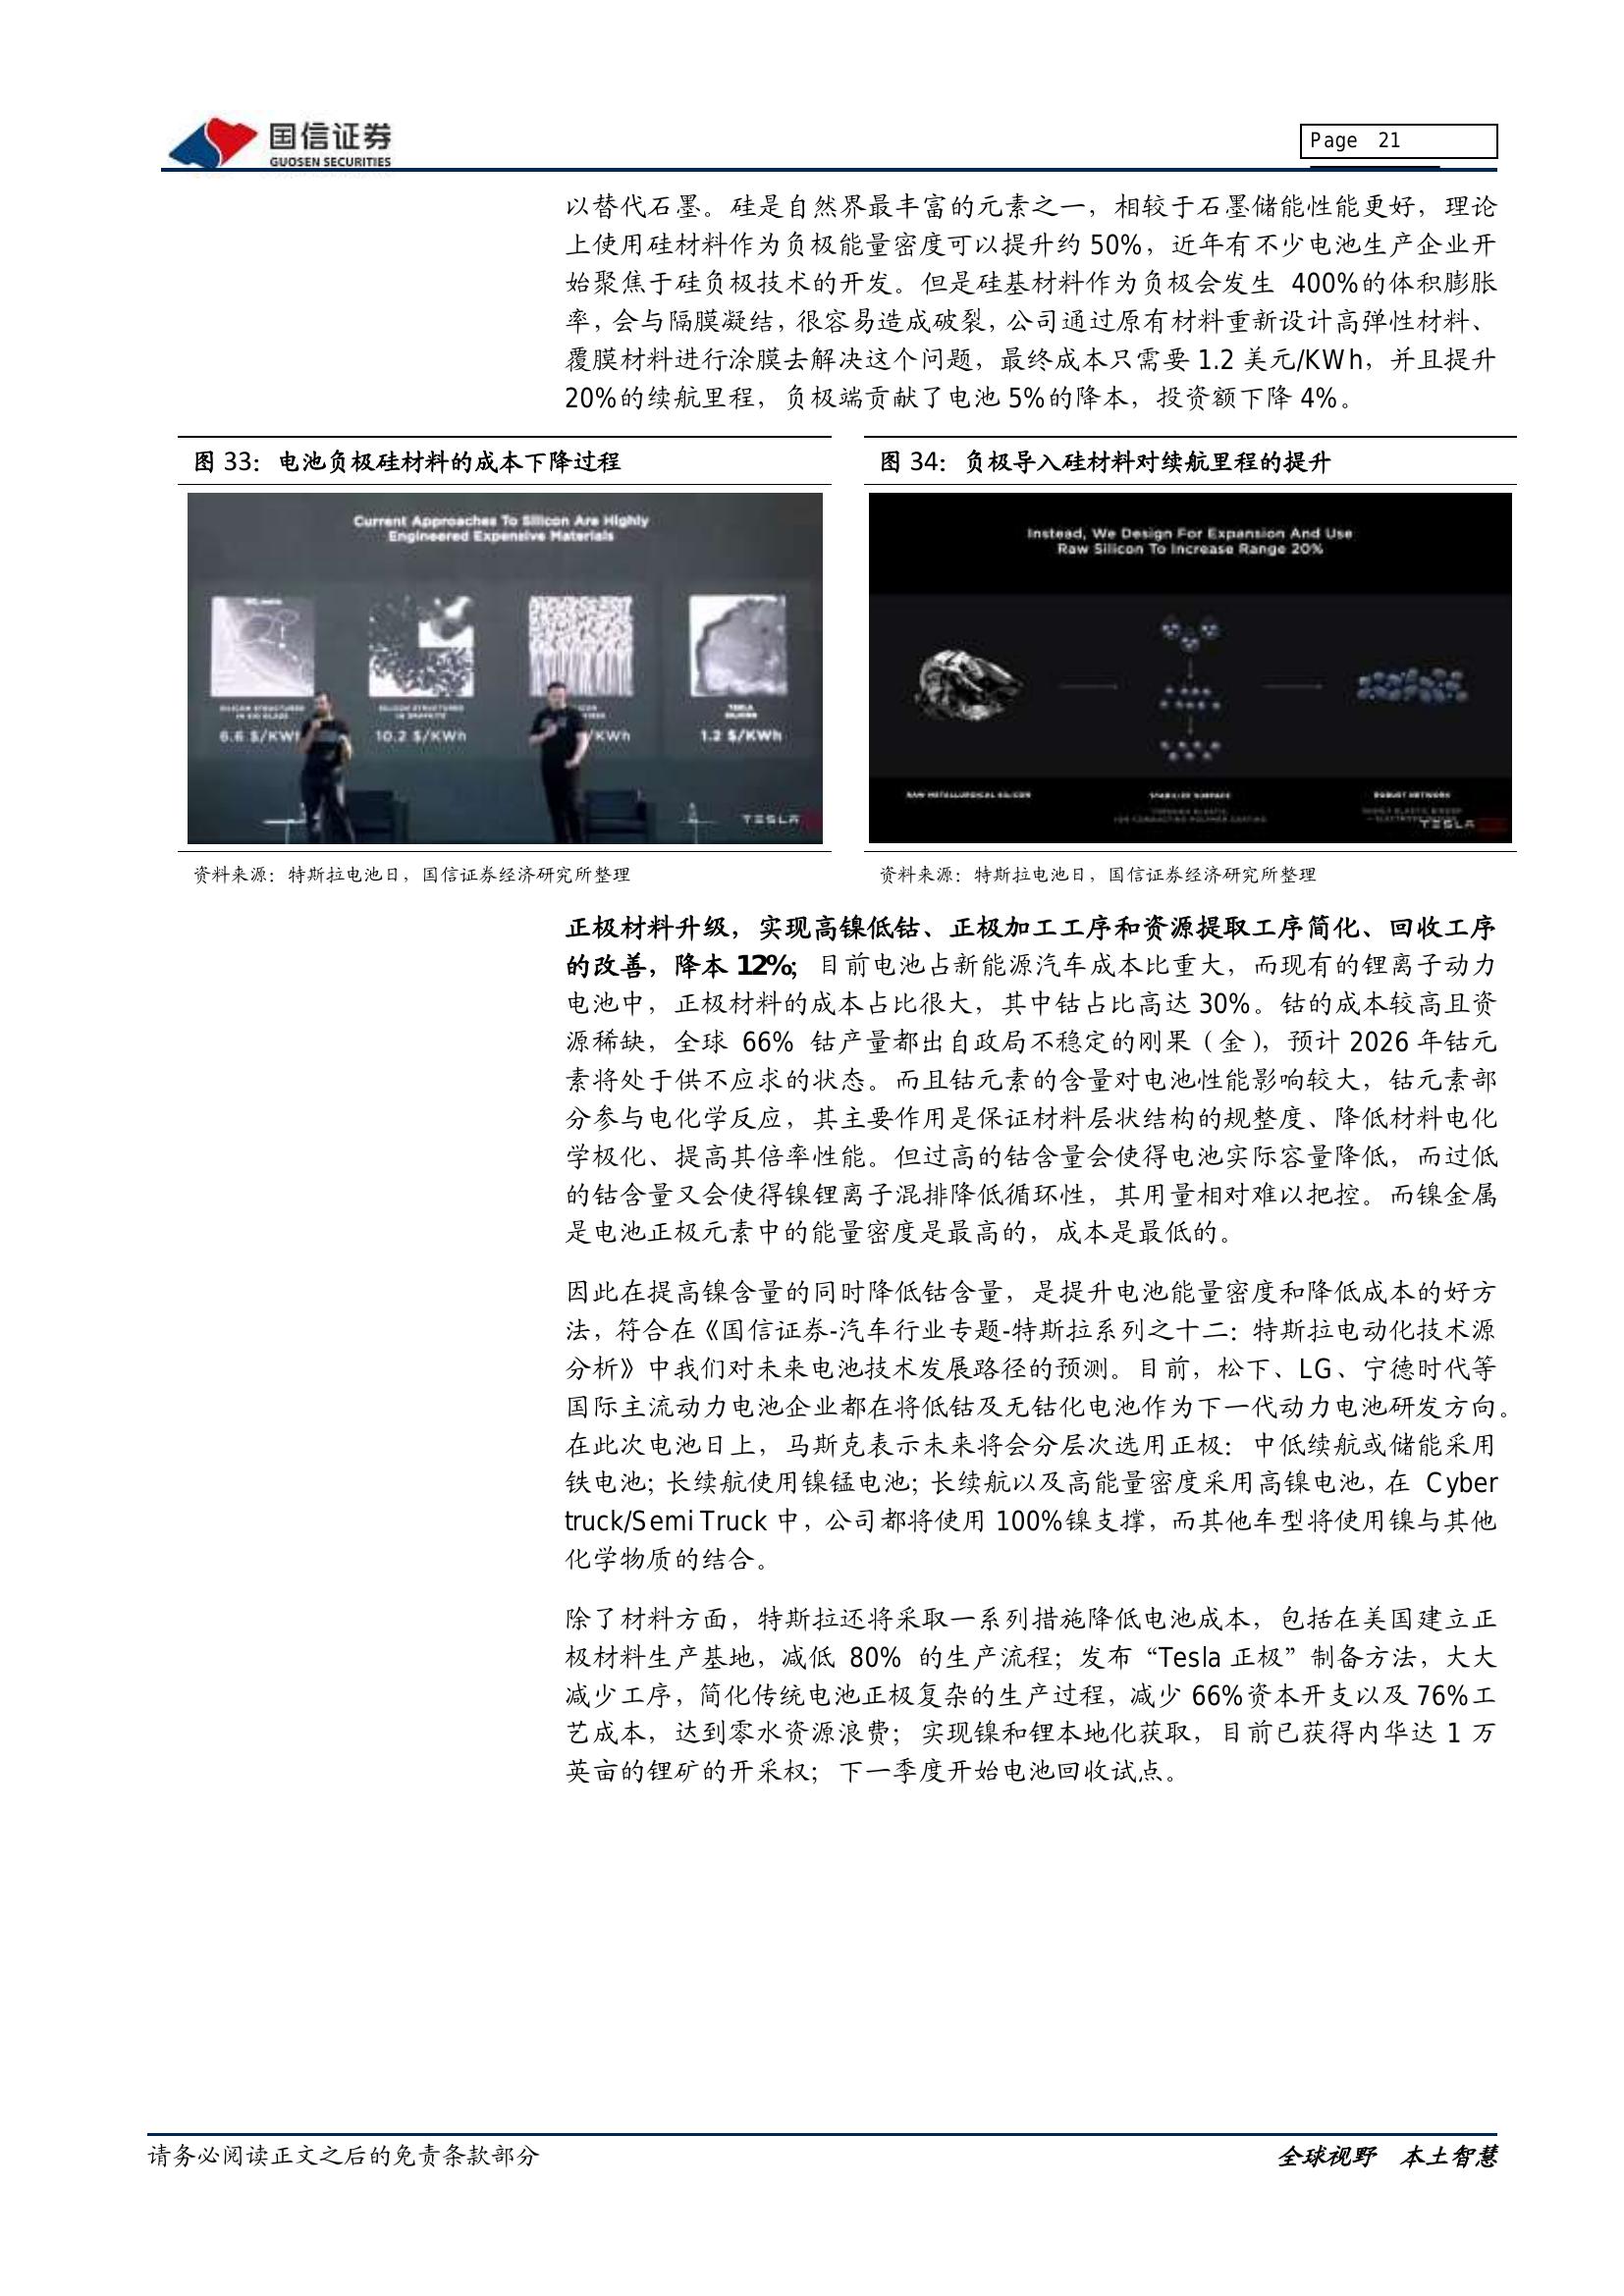 国信证券
GUOSEN SECURITIES
Page 21
以替代石墨。硅是自然界最丰富的元素之一，相较于石墨储能性能更好，理论
上使用硅材料作为负极能量密度可以提升约 50%，近年有不少电池生产企业开
始聚焦于硅负极技术的开发。但是硅基材料作为负极会发生 400%的体积膨胀
率，会与隔膜凝结，很容易造成破裂，公司通过原有材料重新设计高弹性材料、
覆膜材料进行涂膜去解决这个问题，最终成本只需要 1.2 美元/KWh，并且提升
20%的续航里程，负极端贡献了电池 5%的降本，投资额下降 4%。
图 33：电池负极硅材料的成本下降过程
Current Approaches To Silicon Are Highly
Engineered Expensive Materials
SILICON STRUCTURED
SILICON STRUCTURED
IN GRAPHITE
TESLA
SILICON
6.6 $/KWh
10.2 $/KWh
/KWh
1.2 $/KWh
TESLA
资料来源：特斯拉电池日，国信证券经济研究所整理
图 34：负极导入硅材料对续航里程的提升
Instead, We Design For Expansion And Use
Raw Silicon To Increase Range 20%
RAW METALLURGICAL SILICON
STABILIZE SURFACE
ROBUST NETWORK
TESLA
资料来源：特斯拉电池日，国信证券经济研究所整理
正极材料升级，实现高镍低钴、正极加工工序和资源提取工序简化、回收工序
的改善，降本 12%；目前电池占新能源汽车成本比重大，而现有的锂离子动力
电池中，正极材料的成本占比很大，其中钴占比高达 30%。钴的成本较高且资
源稀缺，全球 66% 钴产量都出自政局不稳定的刚果（金），预计 2026 年钴元
素将处于供不应求的状态。而且钴元素的含量对电池性能影响较大，钴元素部
分参与电化学反应，其主要作用是保证材料层状结构的规整度、降低材料电化
学极化、提高其倍率性能。但过高的钴含量会使得电池实际容量降低，而过低
的钴含量又会使得镍锂离子混排降低循环性，其用量相对难以把控。而镍金属
是电池正极元素中的能量密度是最高的，成本是最低的。
因此在提高镍含量的同时降低钴含量，是提升电池能量密度和降低成本的好方
法，符合在《国信证券-汽车行业专题-特斯拉系列之十二：特斯拉电动化技术源
分析》中我们对未来电池技术发展路径的预测。目前，松下、LG、宁德时代等
国际主流动力电池企业都在将低钴及无钴化电池作为下一代动力电池研发方向。
在此次电池日上，马斯克表示未来将会分层次选用正极：中低续航或储能采用
铁电池；长续航使用镍锰电池；长续航以及高能量密度采用高镍电池，在 Cyber
truck/Semi Truck 中，公司都将使用 100%镍支撑，而其他车型将使用镍与其他
化学物质的结合。
除了材料方面，特斯拉还将采取一系列措施降低电池成本，包括在美国建立正
极材料生产基地，减低 80% 的生产流程；发布“Tesla 正极”制备方法，大大
减少工序，简化传统电池正极复杂的生产过程，减少 66%资本开支以及 76%工
艺成本，达到零水资源浪费；实现镍和锂本地化获取，目前已获得内华达 1 万
英亩的锂矿的开采权；下一季度开始电池回收试点。
请务必阅读正文之后的免责条款部分
全球视野 本土智慧